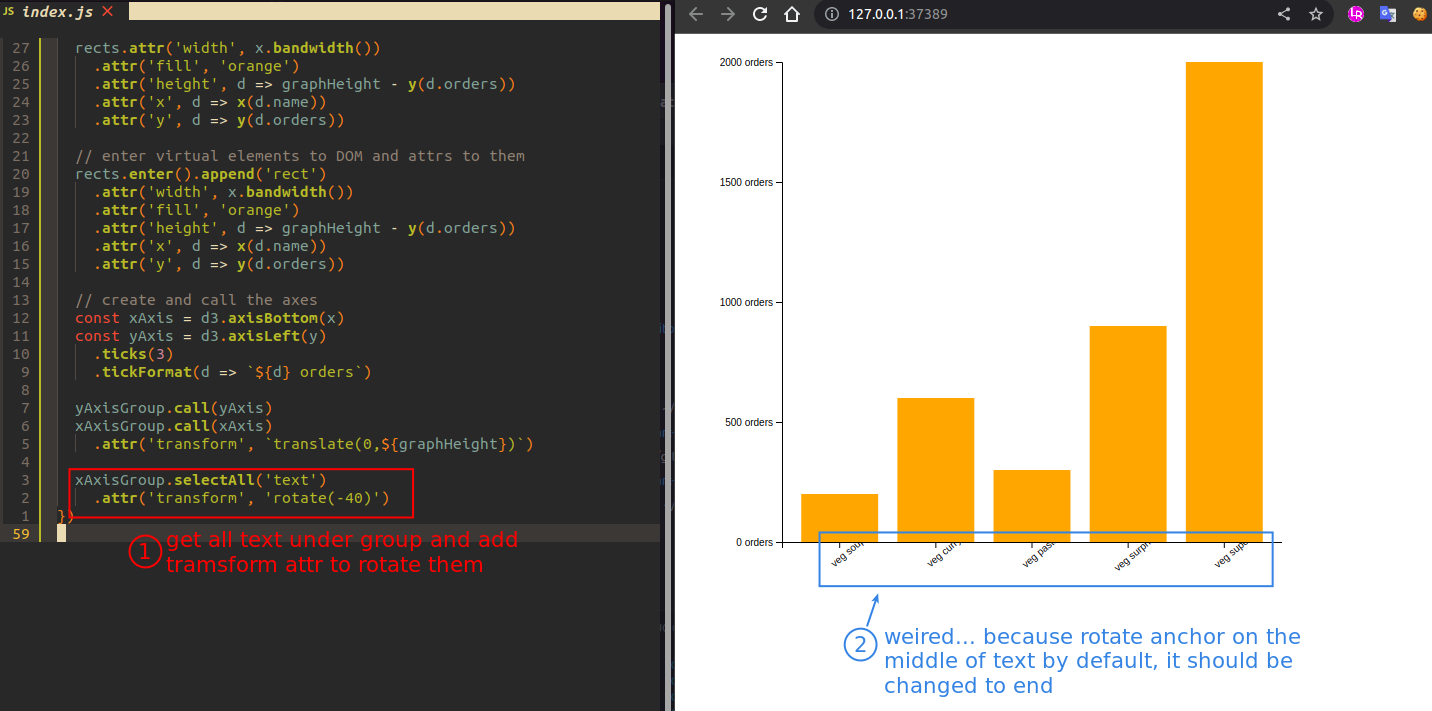 JS index.js ×
27 rects.attr('width', x.bandwidth())
26 .attr('fill', 'orange')
25 .attr('height', d => graphHeight - y(d.orders))
24 .attr('x', d => x(d.name))
23 .attr('y', d => y(d.orders))
22
21 // enter virtual elements to DOM and attrs to them
20 rects.enter().append('rect')
19 .attr('width', x.bandwidth())
18 .attr('fill', 'orange')
17 .attr('height', d => graphHeight - y(d.orders))
16 .attr('x', d => x(d.name))
15 .attr('y', d => y(d.orders))
14
13 // create and call the axes
12 const xAxis = d3.axisBottom(x)
11 const yAxis = d3.axisLeft(y)
10 .ticks(3)
9 .tickFormat(d => `${d} orders`)
8
7 yAxisGroup.call(yAxis)
6 xAxisGroup.call(xAxis)
5 .attr('transform', `translate(0,${graphHeight})`)
4
3 xAxisGroup.selectAll('text')
2 .attr('transform', 'rotate(-40)')
1 })
59
1 get all text under group and add
tramsform attr to rotate them
127.0.0.1:37389
2000 orders
1500 orders
1000 orders
500 orders
0 orders
veg
veg
veg
veg
veg
2 weired... because rotate anchor on the
middle of text by default, it should be
changed to end